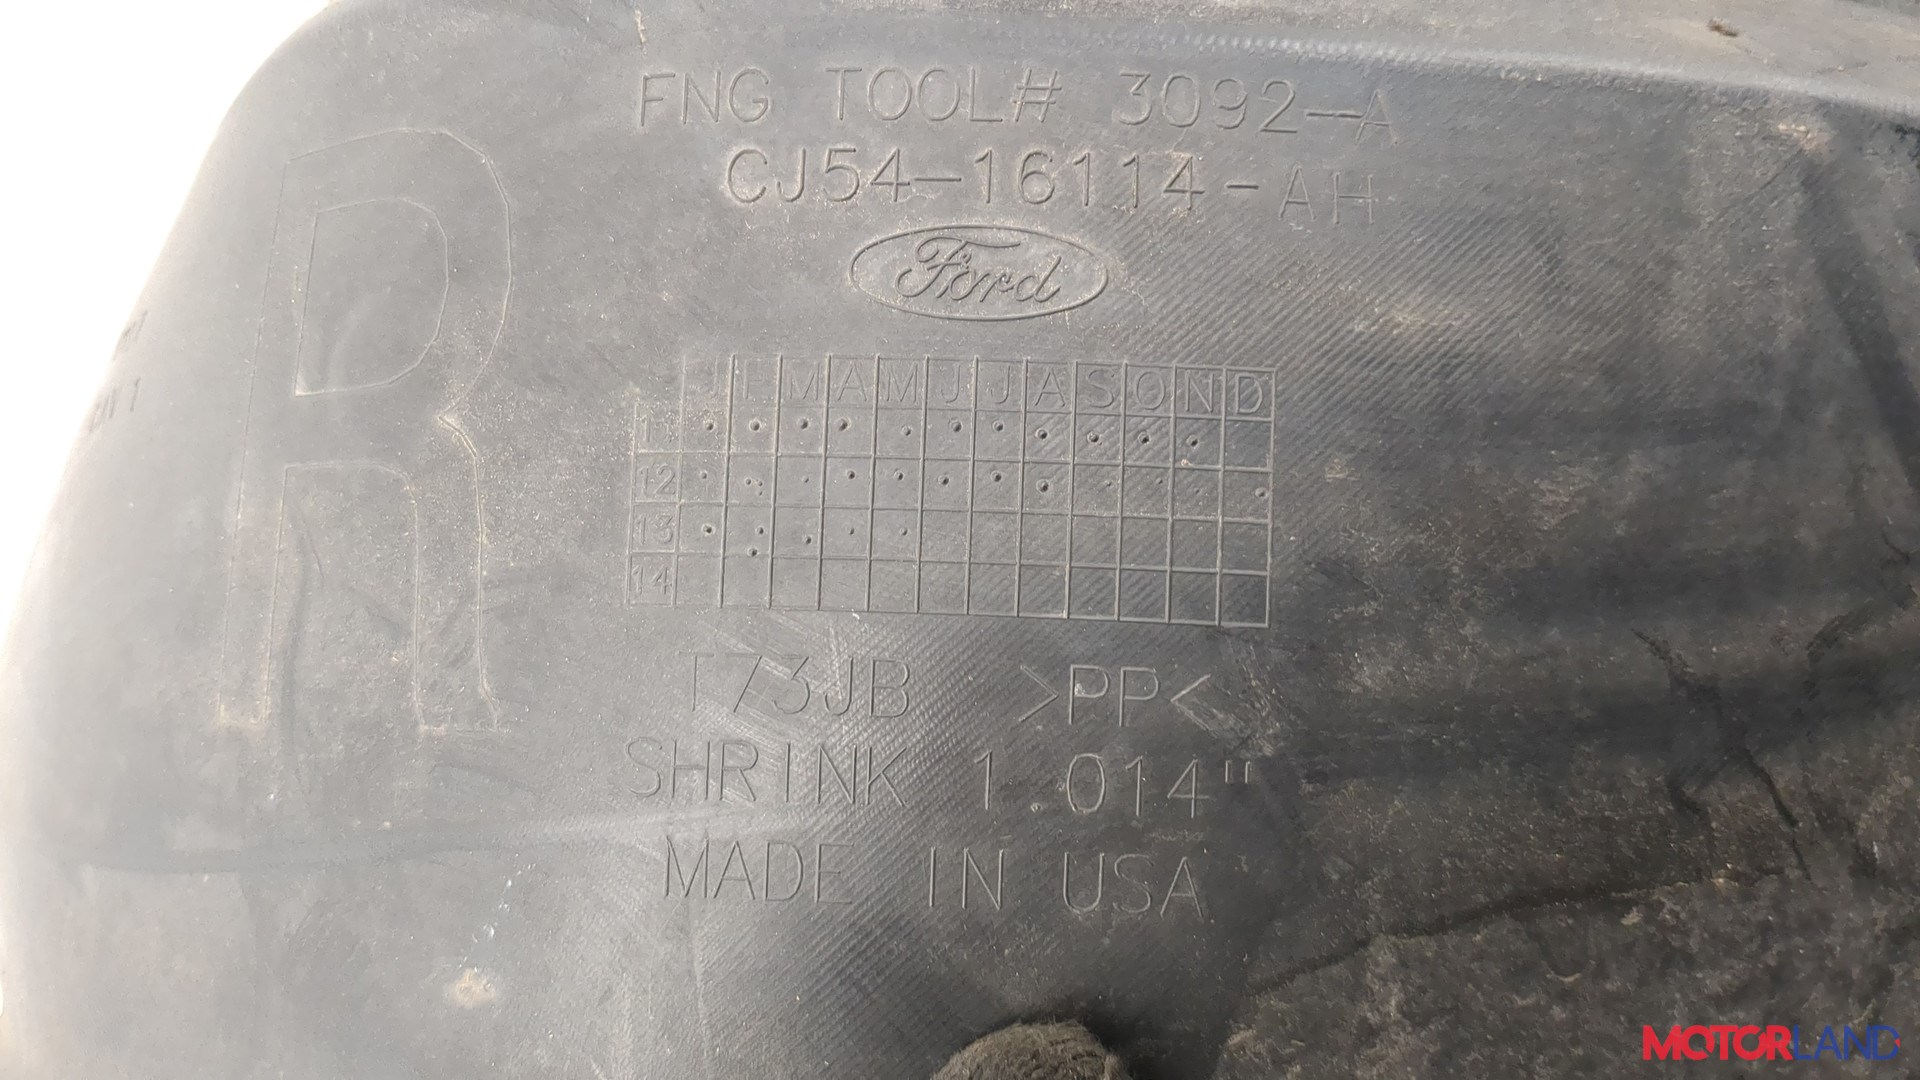 FNG TOOL# 3092-A
CJ54-16114-AH
Ford
R
J F M A M J J A S O N D
11
12
13
14
T73JB >PP<
SHRINK 1.014"
MADE IN USA
MOTORLAND